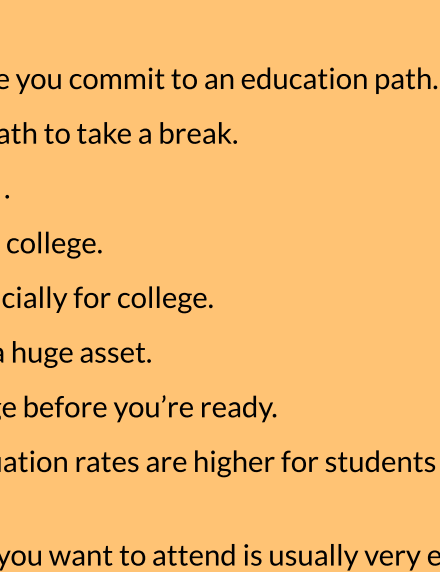 e you commit to an education path.
ath to take a break.
.
college.
cially for college.
a huge asset.
ge before you’re ready.
uation rates are higher for students
you want to attend is usually very e